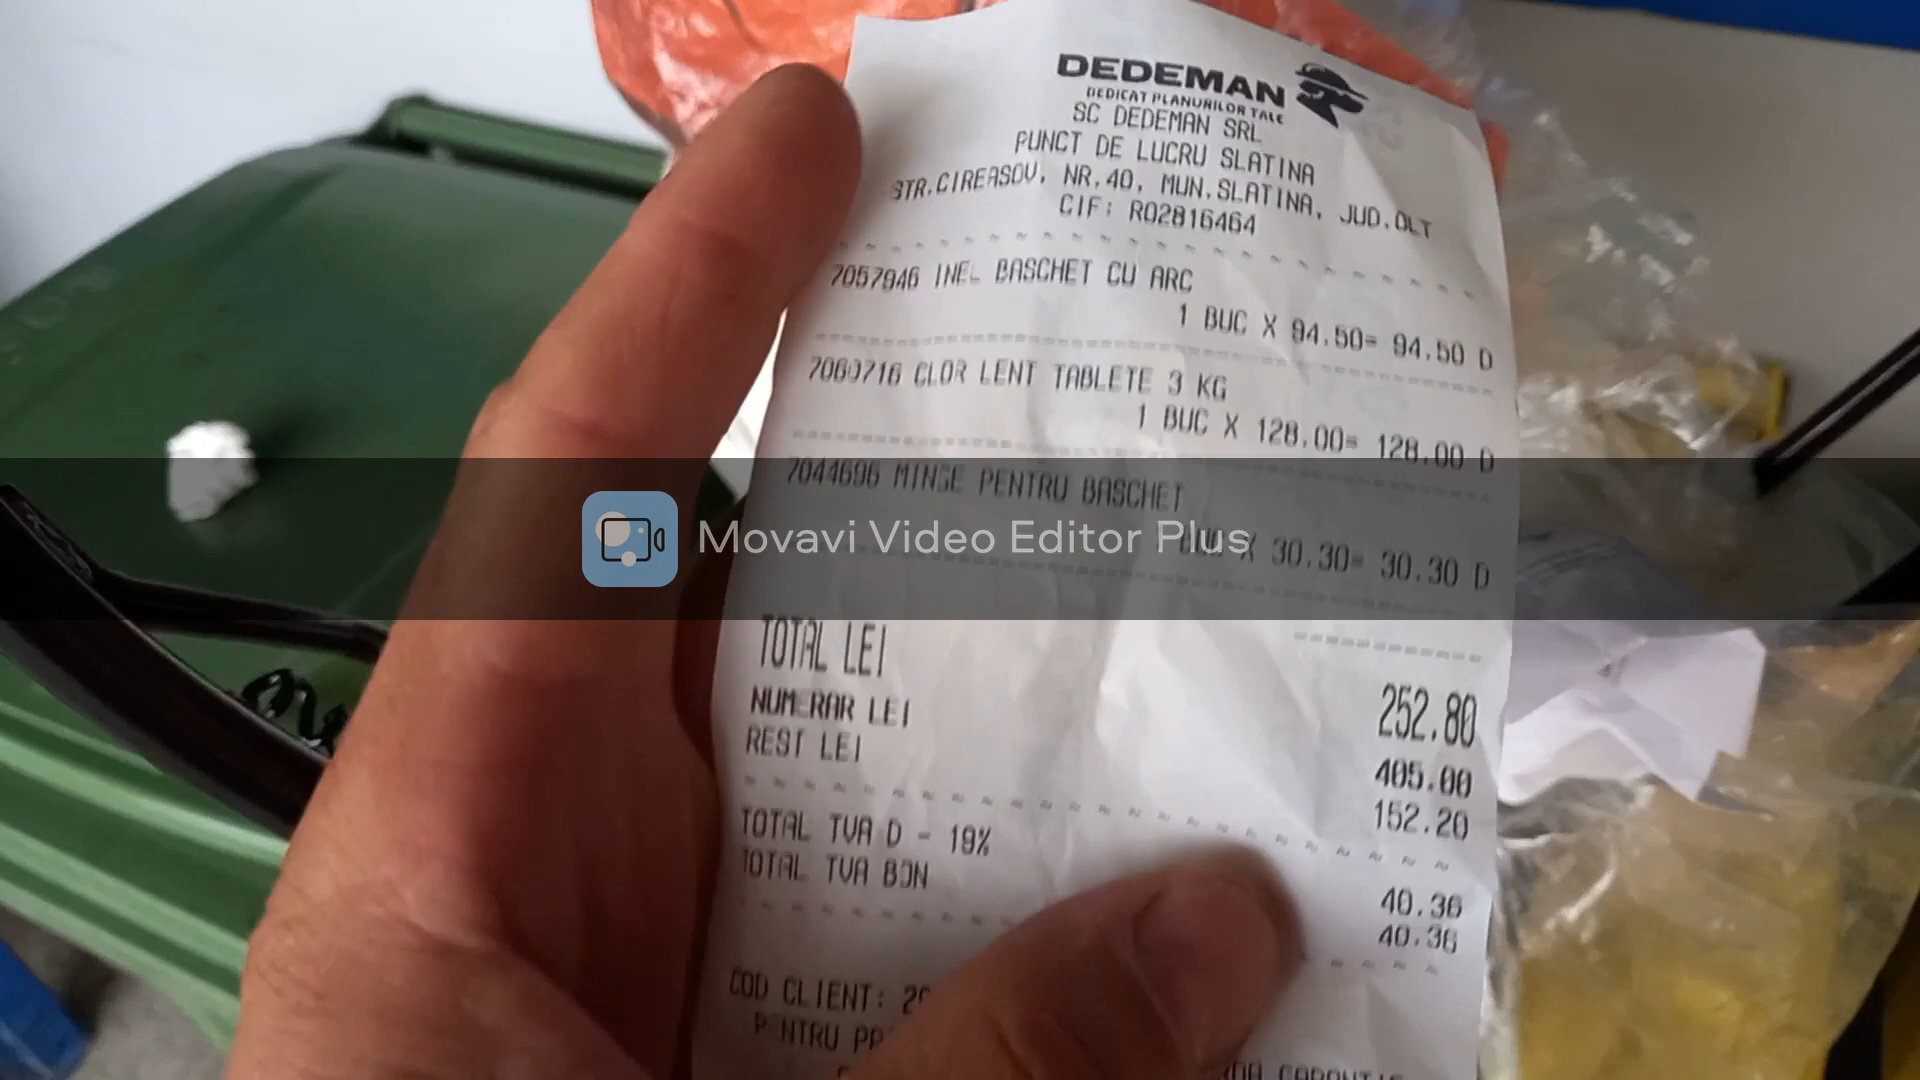 DEDEMAN
DEDICAT PLANURILOR TALE
SC DEDEMAN SRL
PUNCT DE LUCRU SLATINA
STR.CIREASOV, NR.40, MUN.SLATINA, JUD.OLT
CIF: RO2816464
7057946 INEL BASCHET CU ARC
1 BUC X 94.50= 94.50 D
7060716 CLOR LENT TABLETE 3 KG
1 BUC X 128.00= 128.00 D
7044696 MINGE PENTRU BASCHET
X 30.30= 30.30 D
Movavi Video Editor Plus
TOTAL LEI 252.80
NUMERAR LEI 405.00
REST LEI 152.20
TOTAL TVA D - 19% 40.36
TOTAL TVA BON 40.36
COD CLIENT:
PENTRU